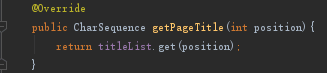 @Override
public CharSequence getPageTitle(int position){
    return titleList.get(position);
}